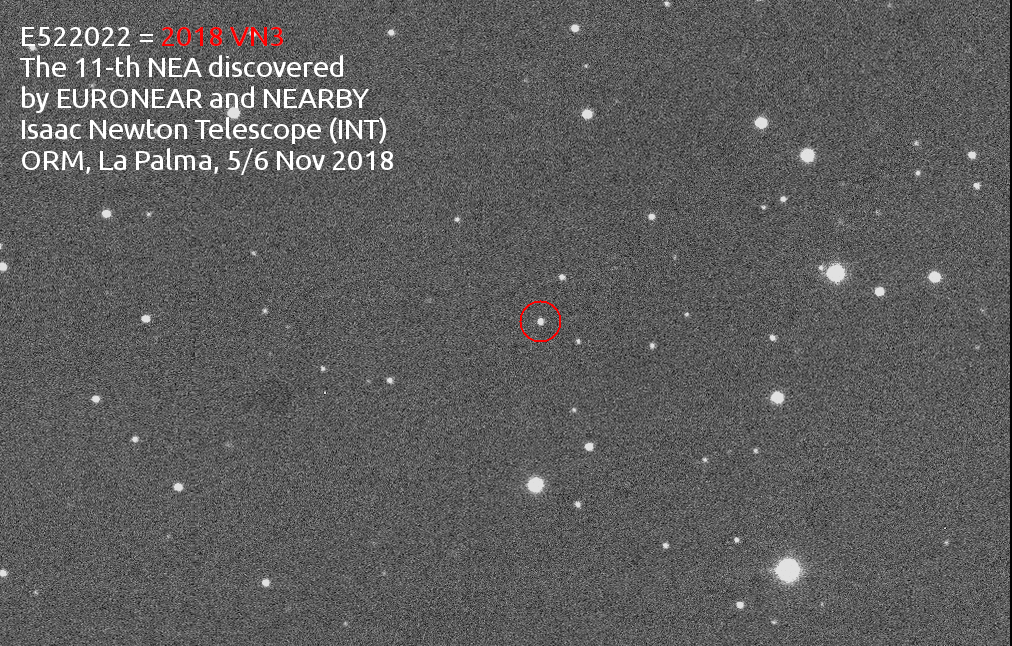 E522022 = 2018 VN3
The 11-th NEA discovered
by EURONEAR and NEARBY
Isaac Newton Telescope (INT)
ORM, La Palma, 5/6 Nov 2018